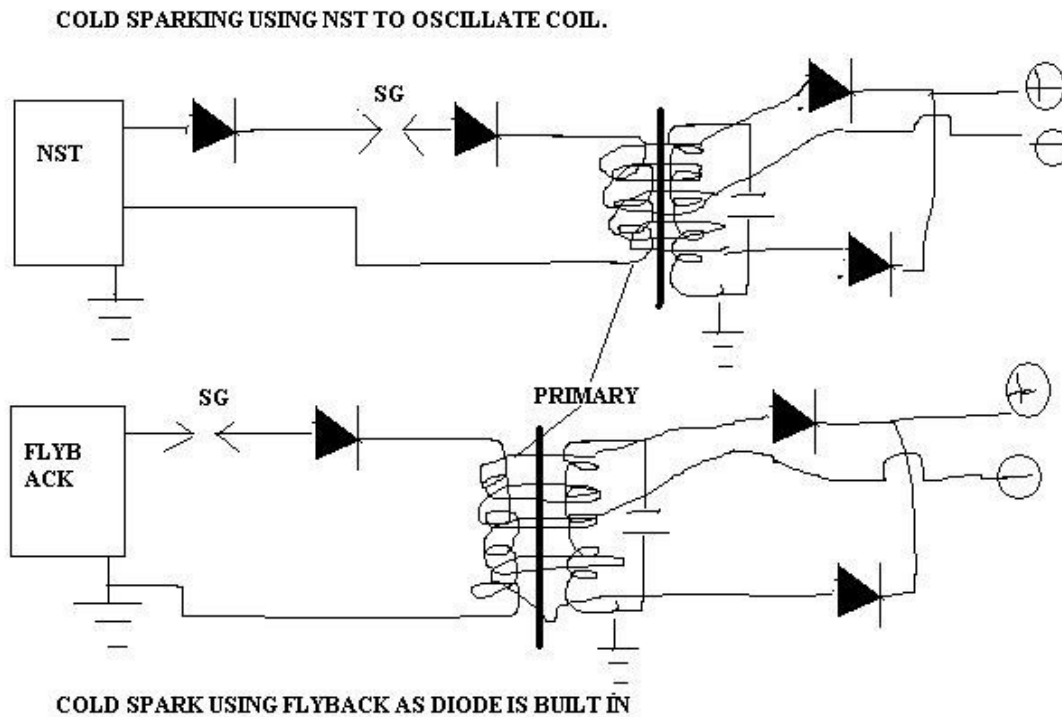 COLD SPARKING USING NST TO OSCILLATE COIL.
SG
NST
+
-
PRIMARY
SG
FLYB
ACK
+
-
COLD SPARK USING FLYBACK AS DIODE IS BUILT IN